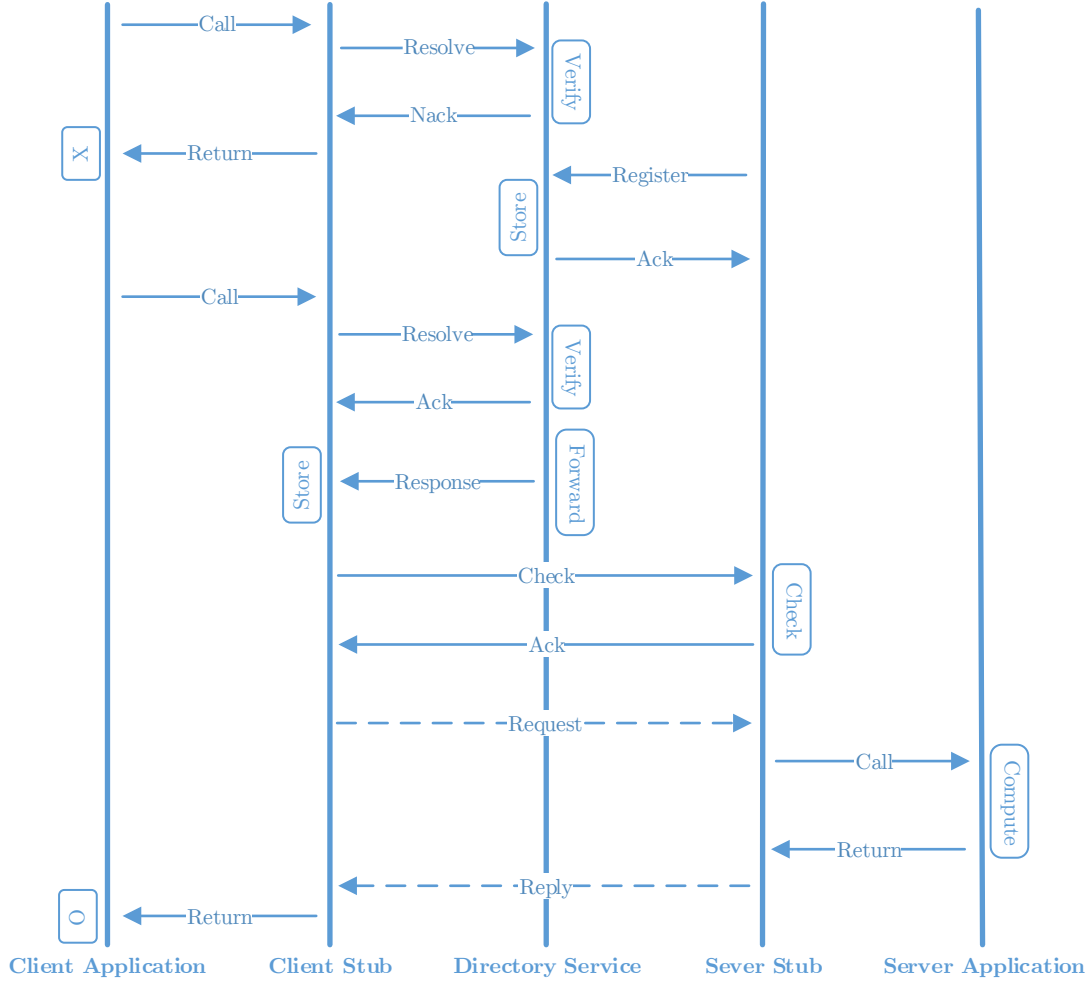 Call
Resolve
Verify
Nack
X
Return
Register
Store
Ack
Call
Resolve
Verify
Ack
Forward
Store
Response
Check
Check
Ack
Request
Call
Compute
Return
Reply
O
Return
Client Application
Client Stub
Directory Service
Sever Stub
Server Application